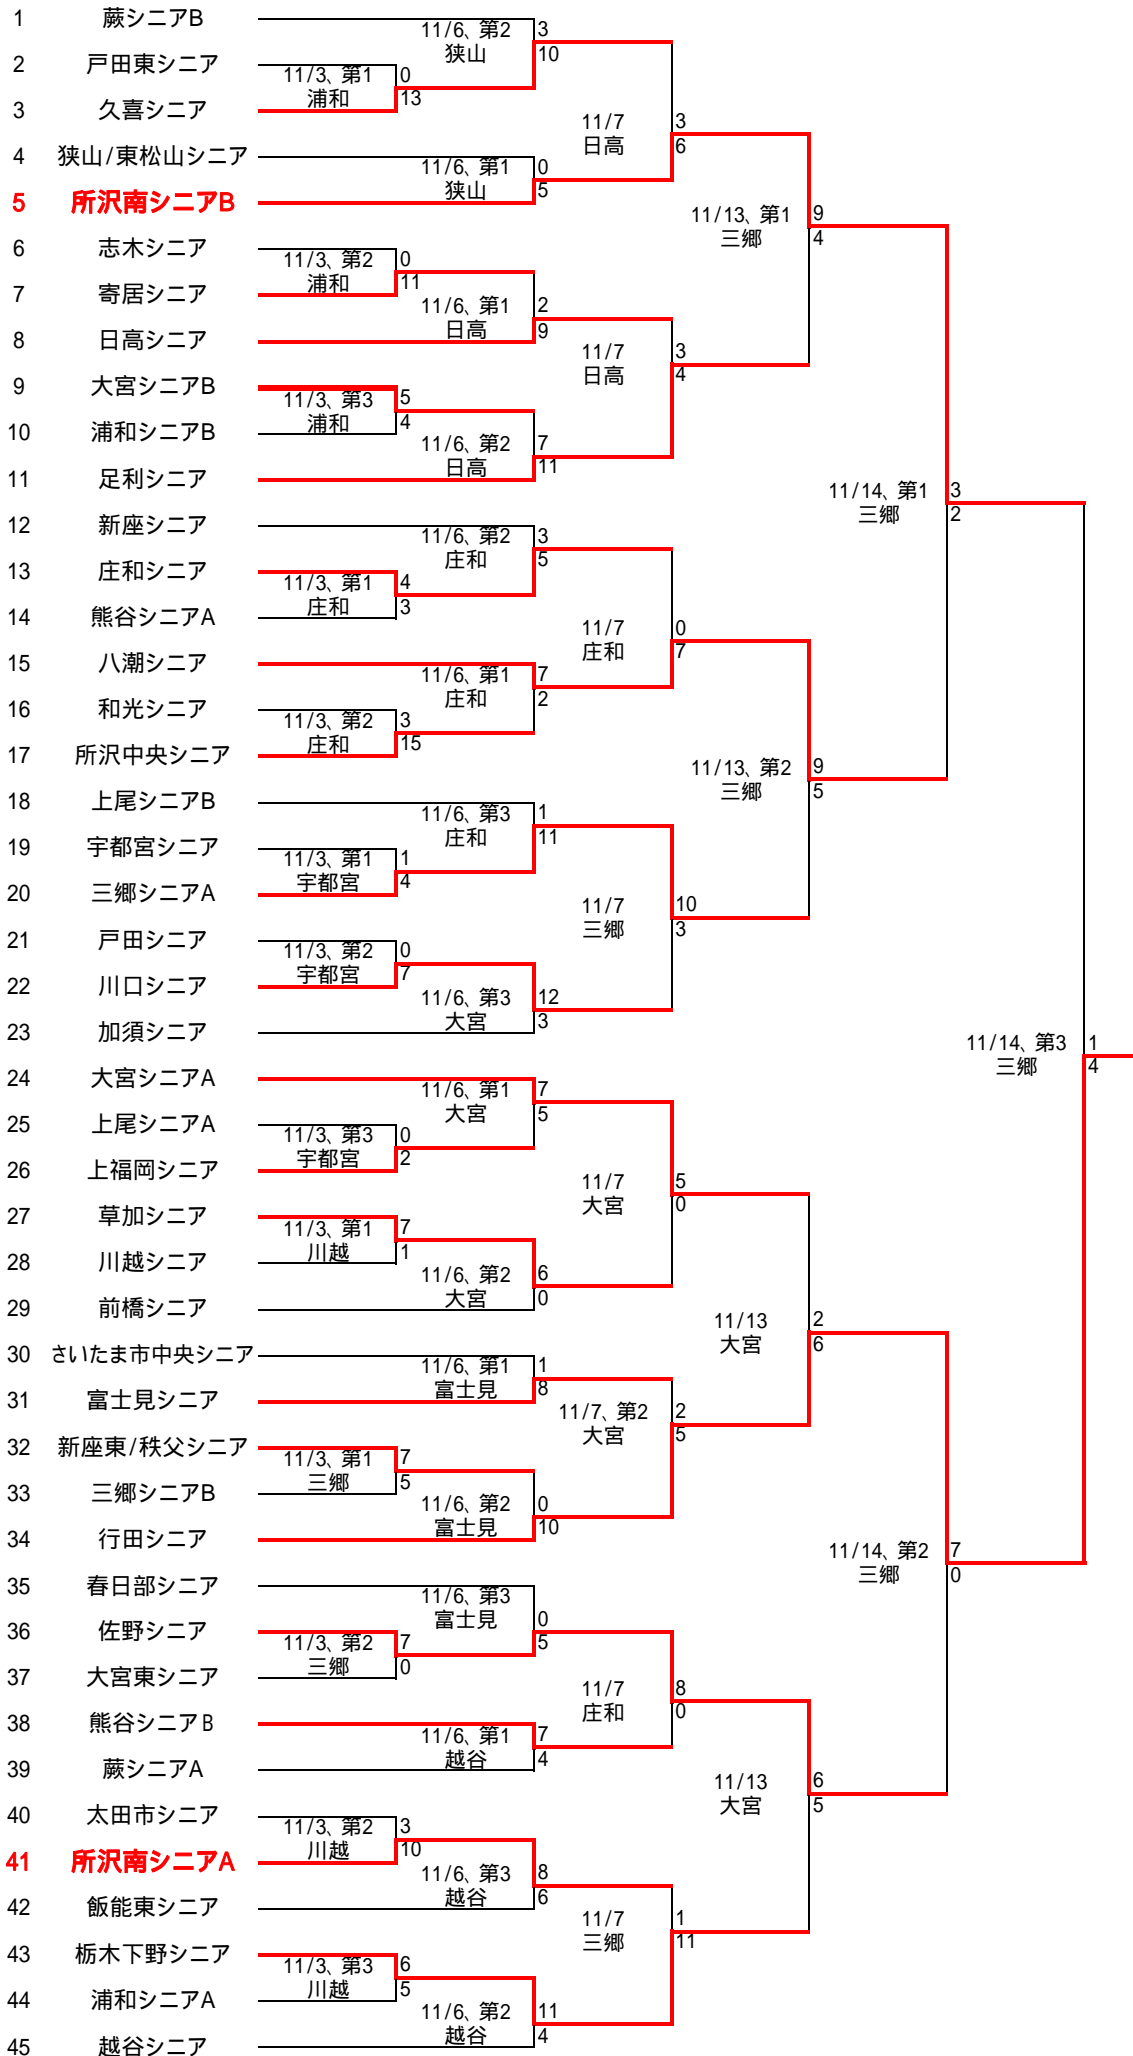 1 蕨シニアB
11/6、第2 3
狭山 10
2 戸田東シニア
11/3、第1 0
浦和 13
3 久喜シニア
11/7 3
日高 6
4 狭山/東松山シニア
11/6、第1 0
狭山 5
5 所沢南シニアB
11/13、第1 9
三郷 4
6 志木シニア
11/3、第2 0
浦和 11
7 寄居シニア
11/6、第1 2
日高 9
8 日高シニア
11/7 3
日高 4
9 大宮シニアB
11/3、第3 5
浦和 4
10 浦和シニアB
11/6、第2 7
日高 11
11 足利シニア
11/14、第1 3
三郷 2
12 新座シニア
11/6、第2 3
庄和 5
13 庄和シニア
11/3、第1 4
庄和 3
14 熊谷シニアA
11/7 0
庄和 7
15 八潮シニア
11/6、第1 7
庄和 2
16 和光シニア
11/3、第2 3
庄和 15
17 所沢中央シニア
11/13、第2 9
三郷 5
18 上尾シニアB
11/6、第3 1
庄和 11
19 宇都宮シニア
11/3、第1 1
宇都宮 4
20 三郷シニアA
11/7 10
三郷 3
21 戸田シニア
11/3、第2 0
宇都宮 7
22 川口シニア
11/6、第3 12
大宮 3
23 加須シニア
11/14、第3 1
三郷 4
24 大宮シニアA
11/6、第1 7
大宮 5
25 上尾シニアA
11/3、第3 0
宇都宮 2
26 上福岡シニア
11/7 5
大宮 0
27 草加シニア
11/3、第1 7
川越 1
28 川越シニア
11/6、第2 6
大宮 0
29 前橋シニア
11/13 2
大宮 6
30 さいたま市中央シニア
11/6、第1 1
富士見 8
31 富士見シニア
11/7、第2 2
大宮 5
32 新座東/秩父シニア
11/3、第1 7
三郷 5
33 三郷シニアB
11/6、第2 0
富士見 10
34 行田シニア
11/14、第2 7
三郷 0
35 春日部シニア
11/6、第3 0
富士見 5
36 佐野シニア
11/3、第2 7
三郷 0
37 大宮東シニア
11/7 8
庄和 0
38 熊谷シニアB
11/6、第1 7
越谷 4
39 蕨シニアA
11/13 6
大宮 5
40 太田市シニア
11/3、第2 3
川越 10
41 所沢南シニアA
11/6、第3 8
越谷 6
42 飯能東シニア
11/7 1
三郷 11
43 栃木下野シニア
11/3、第3 6
川越 5
44 浦和シニアA
11/6、第2 11
越谷 4
45 越谷シニア